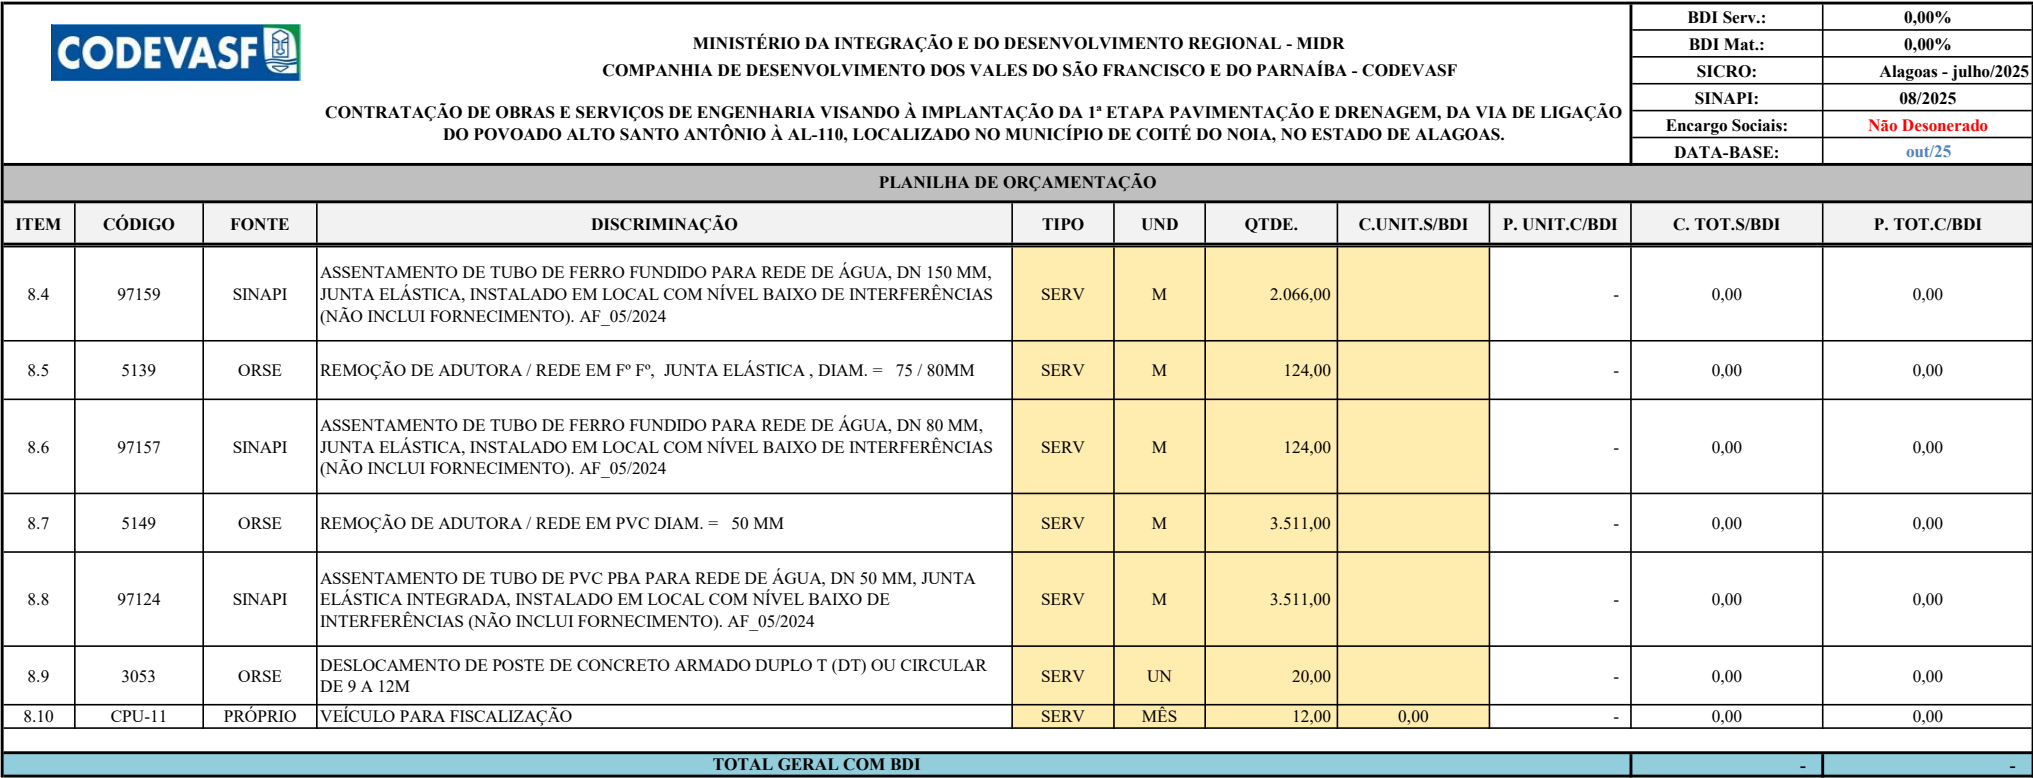 CODEVASF
MINISTÉRIO DA INTEGRAÇÃO E DO DESENVOLVIMENTO REGIONAL - MIDR
COMPANHIA DE DESENVOLVIMENTO DOS VALES DO SÃO FRANCISCO E DO PARNAÍBA - CODEVASF
CONTRATAÇÃO DE OBRAS E SERVIÇOS DE ENGENHARIA VISANDO À IMPLANTAÇÃO DA 1ª ETAPA PAVIMENTAÇÃO E DRENAGEM, DA VIA DE LIGAÇÃO
DO POVOADO ALTO SANTO ANTÔNIO À AL-110, LOCALIZADO NO MUNICÍPIO DE COITÉ DO NOIA, NO ESTADO DE ALAGOAS.
BDI Serv.: 0,00%
BDI Mat.: 0,00%
SICRO: Alagoas - julho/2025
SINAPI: 08/2025
Encargo Sociais: Não Desonerado
DATA-BASE: out/25
PLANILHA DE ORÇAMENTAÇÃO
ITEM CÓDIGO FONTE DISCRIMINAÇÃO TIPO UND QTDE. C.UNIT.S/BDI P. UNIT.C/BDI C. TOT.S/BDI P. TOT.C/BDI
ASSENTAMENTO DE TUBO DE FERRO FUNDIDO PARA REDE DE ÁGUA, DN 150 MM,
8.4 97159 SINAPI JUNTA ELÁSTICA, INSTALADO EM LOCAL COM NÍVEL BAIXO DE INTERFERÊNCIAS SERV M 2.066,00 - 0,00 0,00
(NÃO INCLUI FORNECIMENTO). AF_05/2024
8.5 5139 ORSE REMOÇÃO DE ADUTORA / REDE EM Fº Fº, JUNTA ELÁSTICA , DIAM. = 75 / 80MM SERV M 124,00 - 0,00 0,00
ASSENTAMENTO DE TUBO DE FERRO FUNDIDO PARA REDE DE ÁGUA, DN 80 MM,
8.6 97157 SINAPI JUNTA ELÁSTICA, INSTALADO EM LOCAL COM NÍVEL BAIXO DE INTERFERÊNCIAS SERV M 124,00 - 0,00 0,00
(NÃO INCLUI FORNECIMENTO). AF_05/2024
8.7 5149 ORSE REMOÇÃO DE ADUTORA / REDE EM PVC DIAM. = 50 MM SERV M 3.511,00 - 0,00 0,00
ASSENTAMENTO DE TUBO DE PVC PBA PARA REDE DE ÁGUA, DN 50 MM, JUNTA
8.8 97124 SINAPI ELÁSTICA INTEGRADA, INSTALADO EM LOCAL COM NÍVEL BAIXO DE SERV M 3.511,00 - 0,00 0,00
INTERFERÊNCIAS (NÃO INCLUI FORNECIMENTO). AF_05/2024
8.9 3053 ORSE DESLOCAMENTO DE POSTE DE CONCRETO ARMADO DUPLO T (DT) OU CIRCULAR SERV UN 20,00 - 0,00 0,00
DE 9 A 12M
8.10 CPU-11 PRÓPRIO VEÍCULO PARA FISCALIZAÇÃO SERV MÊS 12,00 0,00 - 0,00 0,00
TOTAL GERAL COM BDI - -